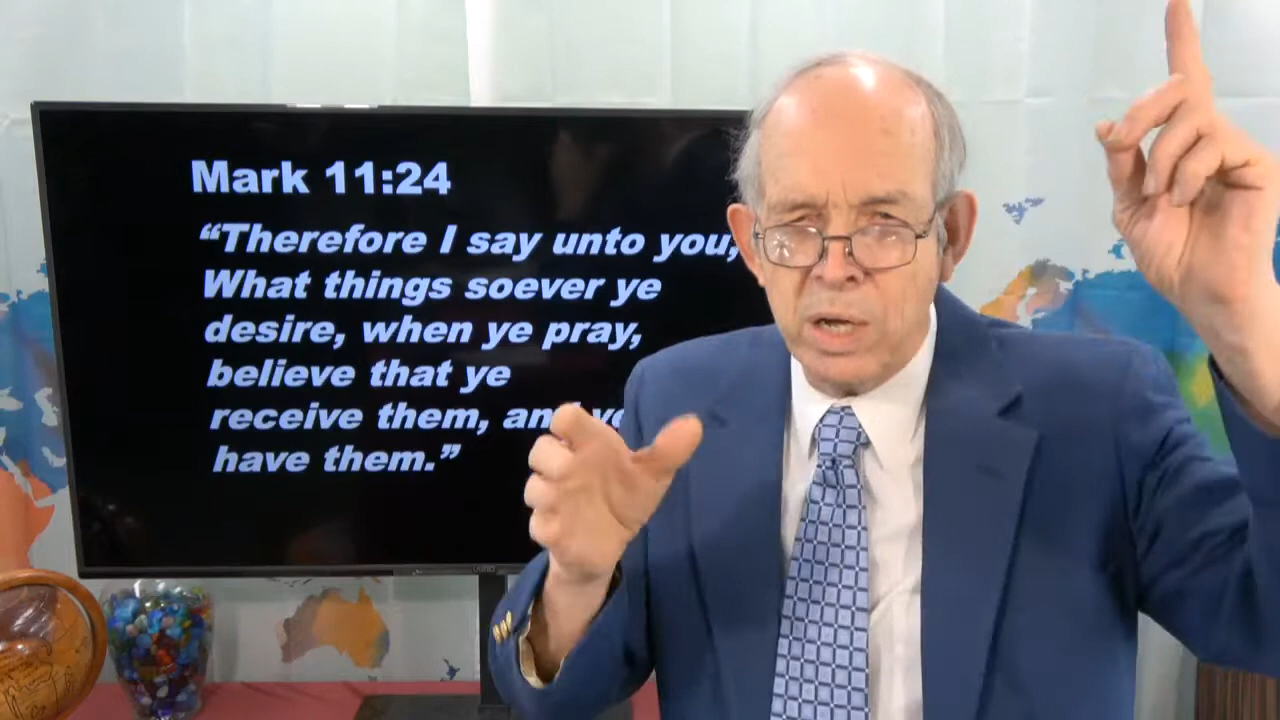 Mark 11:24
“Therefore I say unto you,
What things soever ye
desire, when ye pray,
believe that ye
receive them,
have them.”